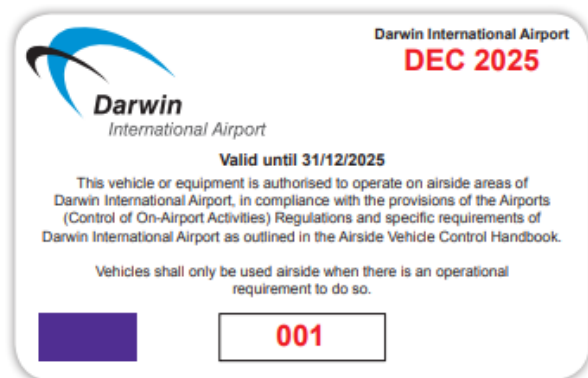 Darwin International Airport
DEC 2025
Darwin
International Airport
Valid until 31/12/2025
This vehicle or equipment is authorised to operate on airside areas of
Darwin International Airport, in compliance with the provisions of the Airports
(Control of On-Airport Activities) Regulations and specific requirements of
Darwin International Airport as outlined in the Airside Vehicle Control Handbook.
Vehicles shall only be used airside when there is an operational
requirement to do so.
001